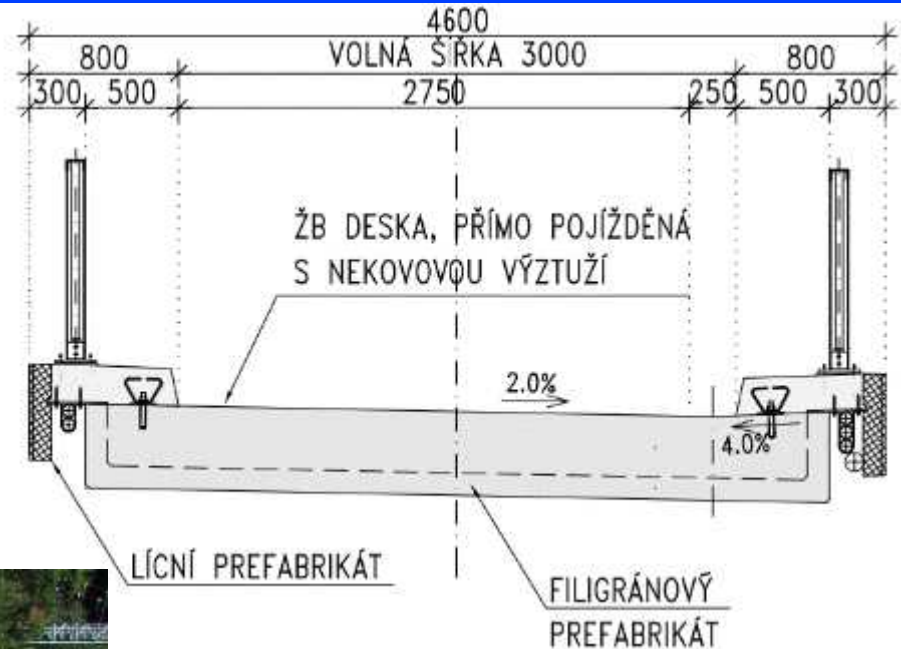 4600
800 VOLNÁ ŠÍŘKA 3000 800
300 500 2750 250 500 300
ŽB DESKA, PŘÍMO POJÍŽDĚNÁ
S NEKOVOVOU VÝZTUŽÍ
2.0%
4.0%
LÍCNÍ PREFABRIKÁT
FILIGRÁNOVÝ
PREFABRIKÁT